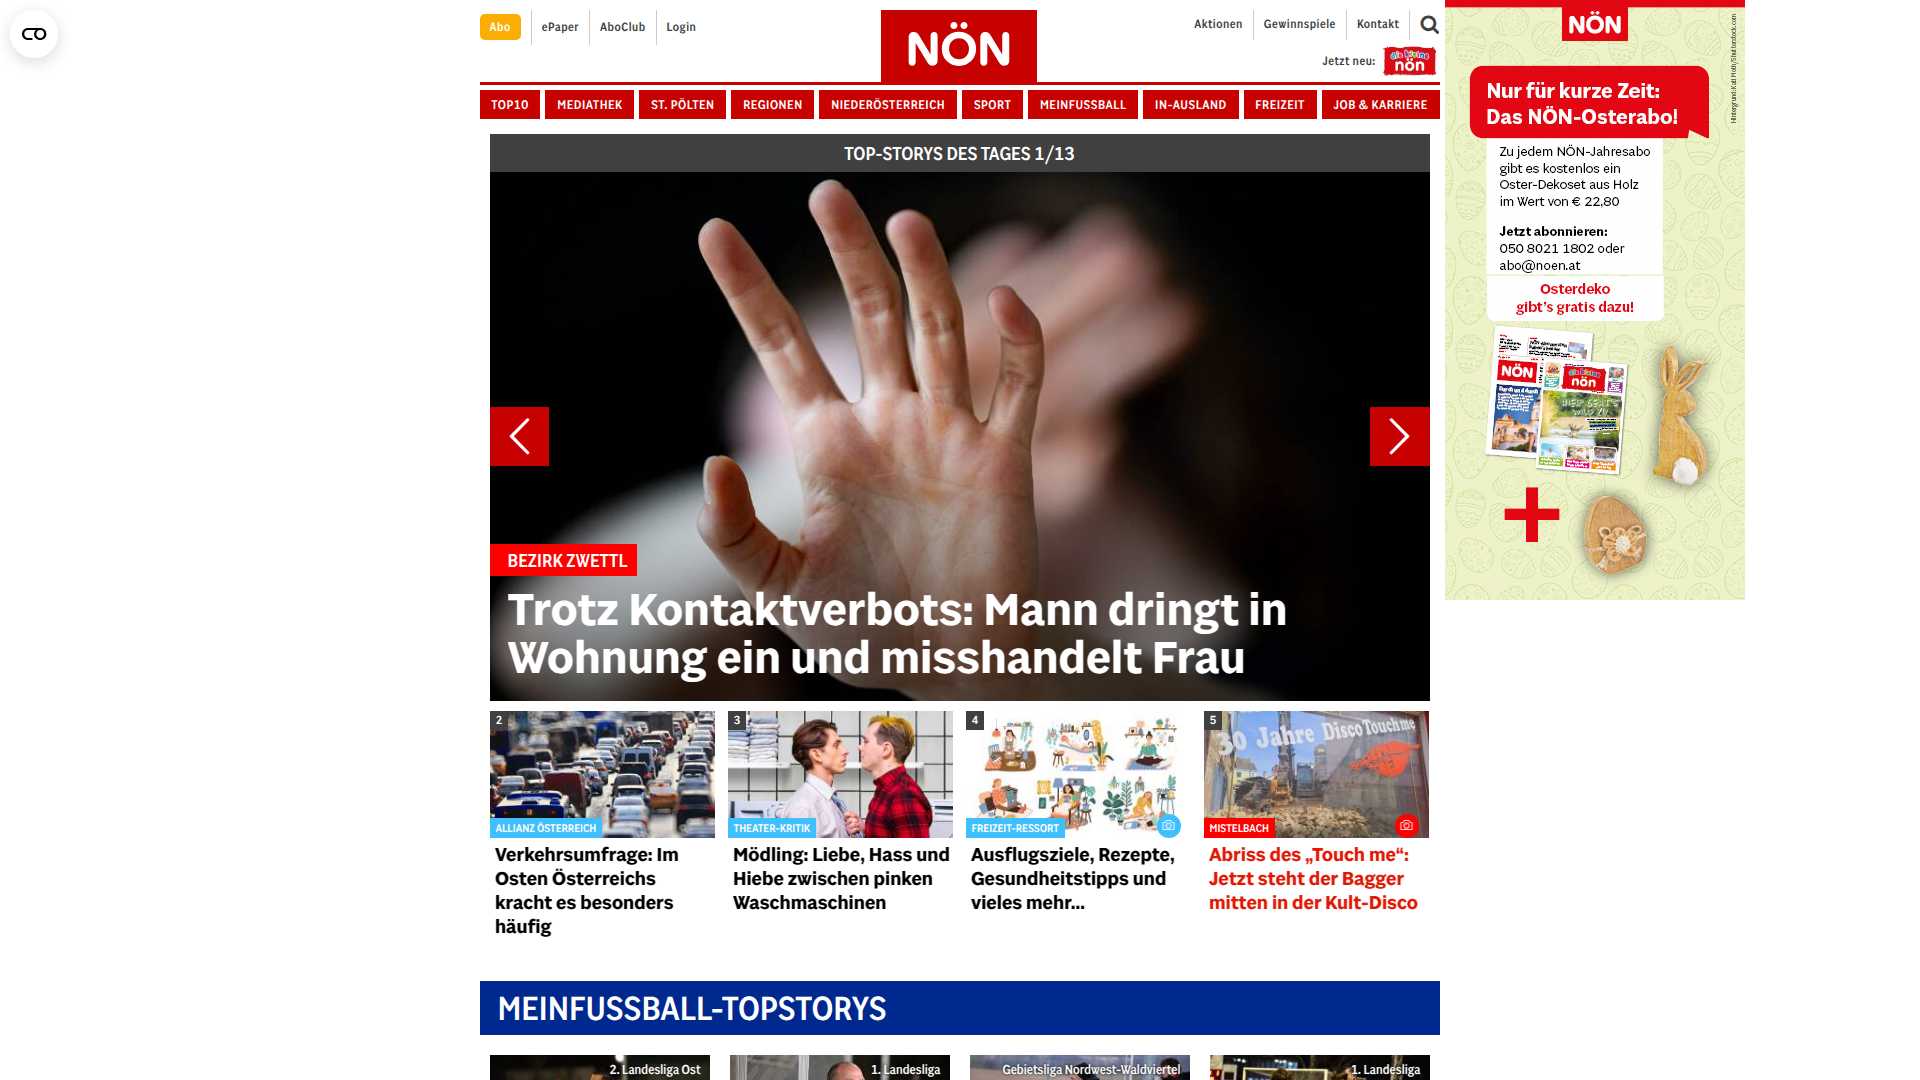 Abo
ePaper
AboClub
Login
NÖN
Aktionen
Gewinnspiele
Kontakt
Jetzt neu:
die kleine
nön
TOP10
MEDIATHEK
ST. PÖLTEN
REGIONEN
NIEDERÖSTERREICH
SPORT
MEINFUSSBALL
IN-AUSLAND
FREIZEIT
JOB & KARRIERE
TOP-STORYS DES TAGES 1/13
BEZIRK ZWETTL
Trotz Kontaktverbots: Mann dringt in
Wohnung ein und misshandelt Frau
2
ALLIANZ ÖSTERREICH
Verkehrsumfrage: Im
Osten Österreichs
kracht es besonders
häufig
3
THEATER-KRITIK
Mödling: Liebe, Hass und
Hiebe zwischen pinken
Waschmaschinen
4
FREIZEIT-RESSORT
Ausflugsziele, Rezepte,
Gesundheitstipps und
vieles mehr...
5
30 Jahre Disco Touchme
MISTELBACH
Abriss des „Touch me“:
Jetzt steht der Bagger
mitten in der Kult-Disco
MEINFUSSBALL-TOPSTORYS
2. Landesliga Ost
1. Landesliga
Gebietsliga Nordwest-Waldviertel
1. Landesliga
NÖN
Nur für kurze Zeit:
Das NÖN-Osterabo!
Zu jedem NÖN-Jahresabo
gibt es kostenlos ein
Oster-Dekoset aus Holz
im Wert von € 22,80
Jetzt abonnieren:
050 8021 1802 oder
abo@noen.at
Osterdeko
gibt's gratis dazu!
NÖN
die kleine
nön
+